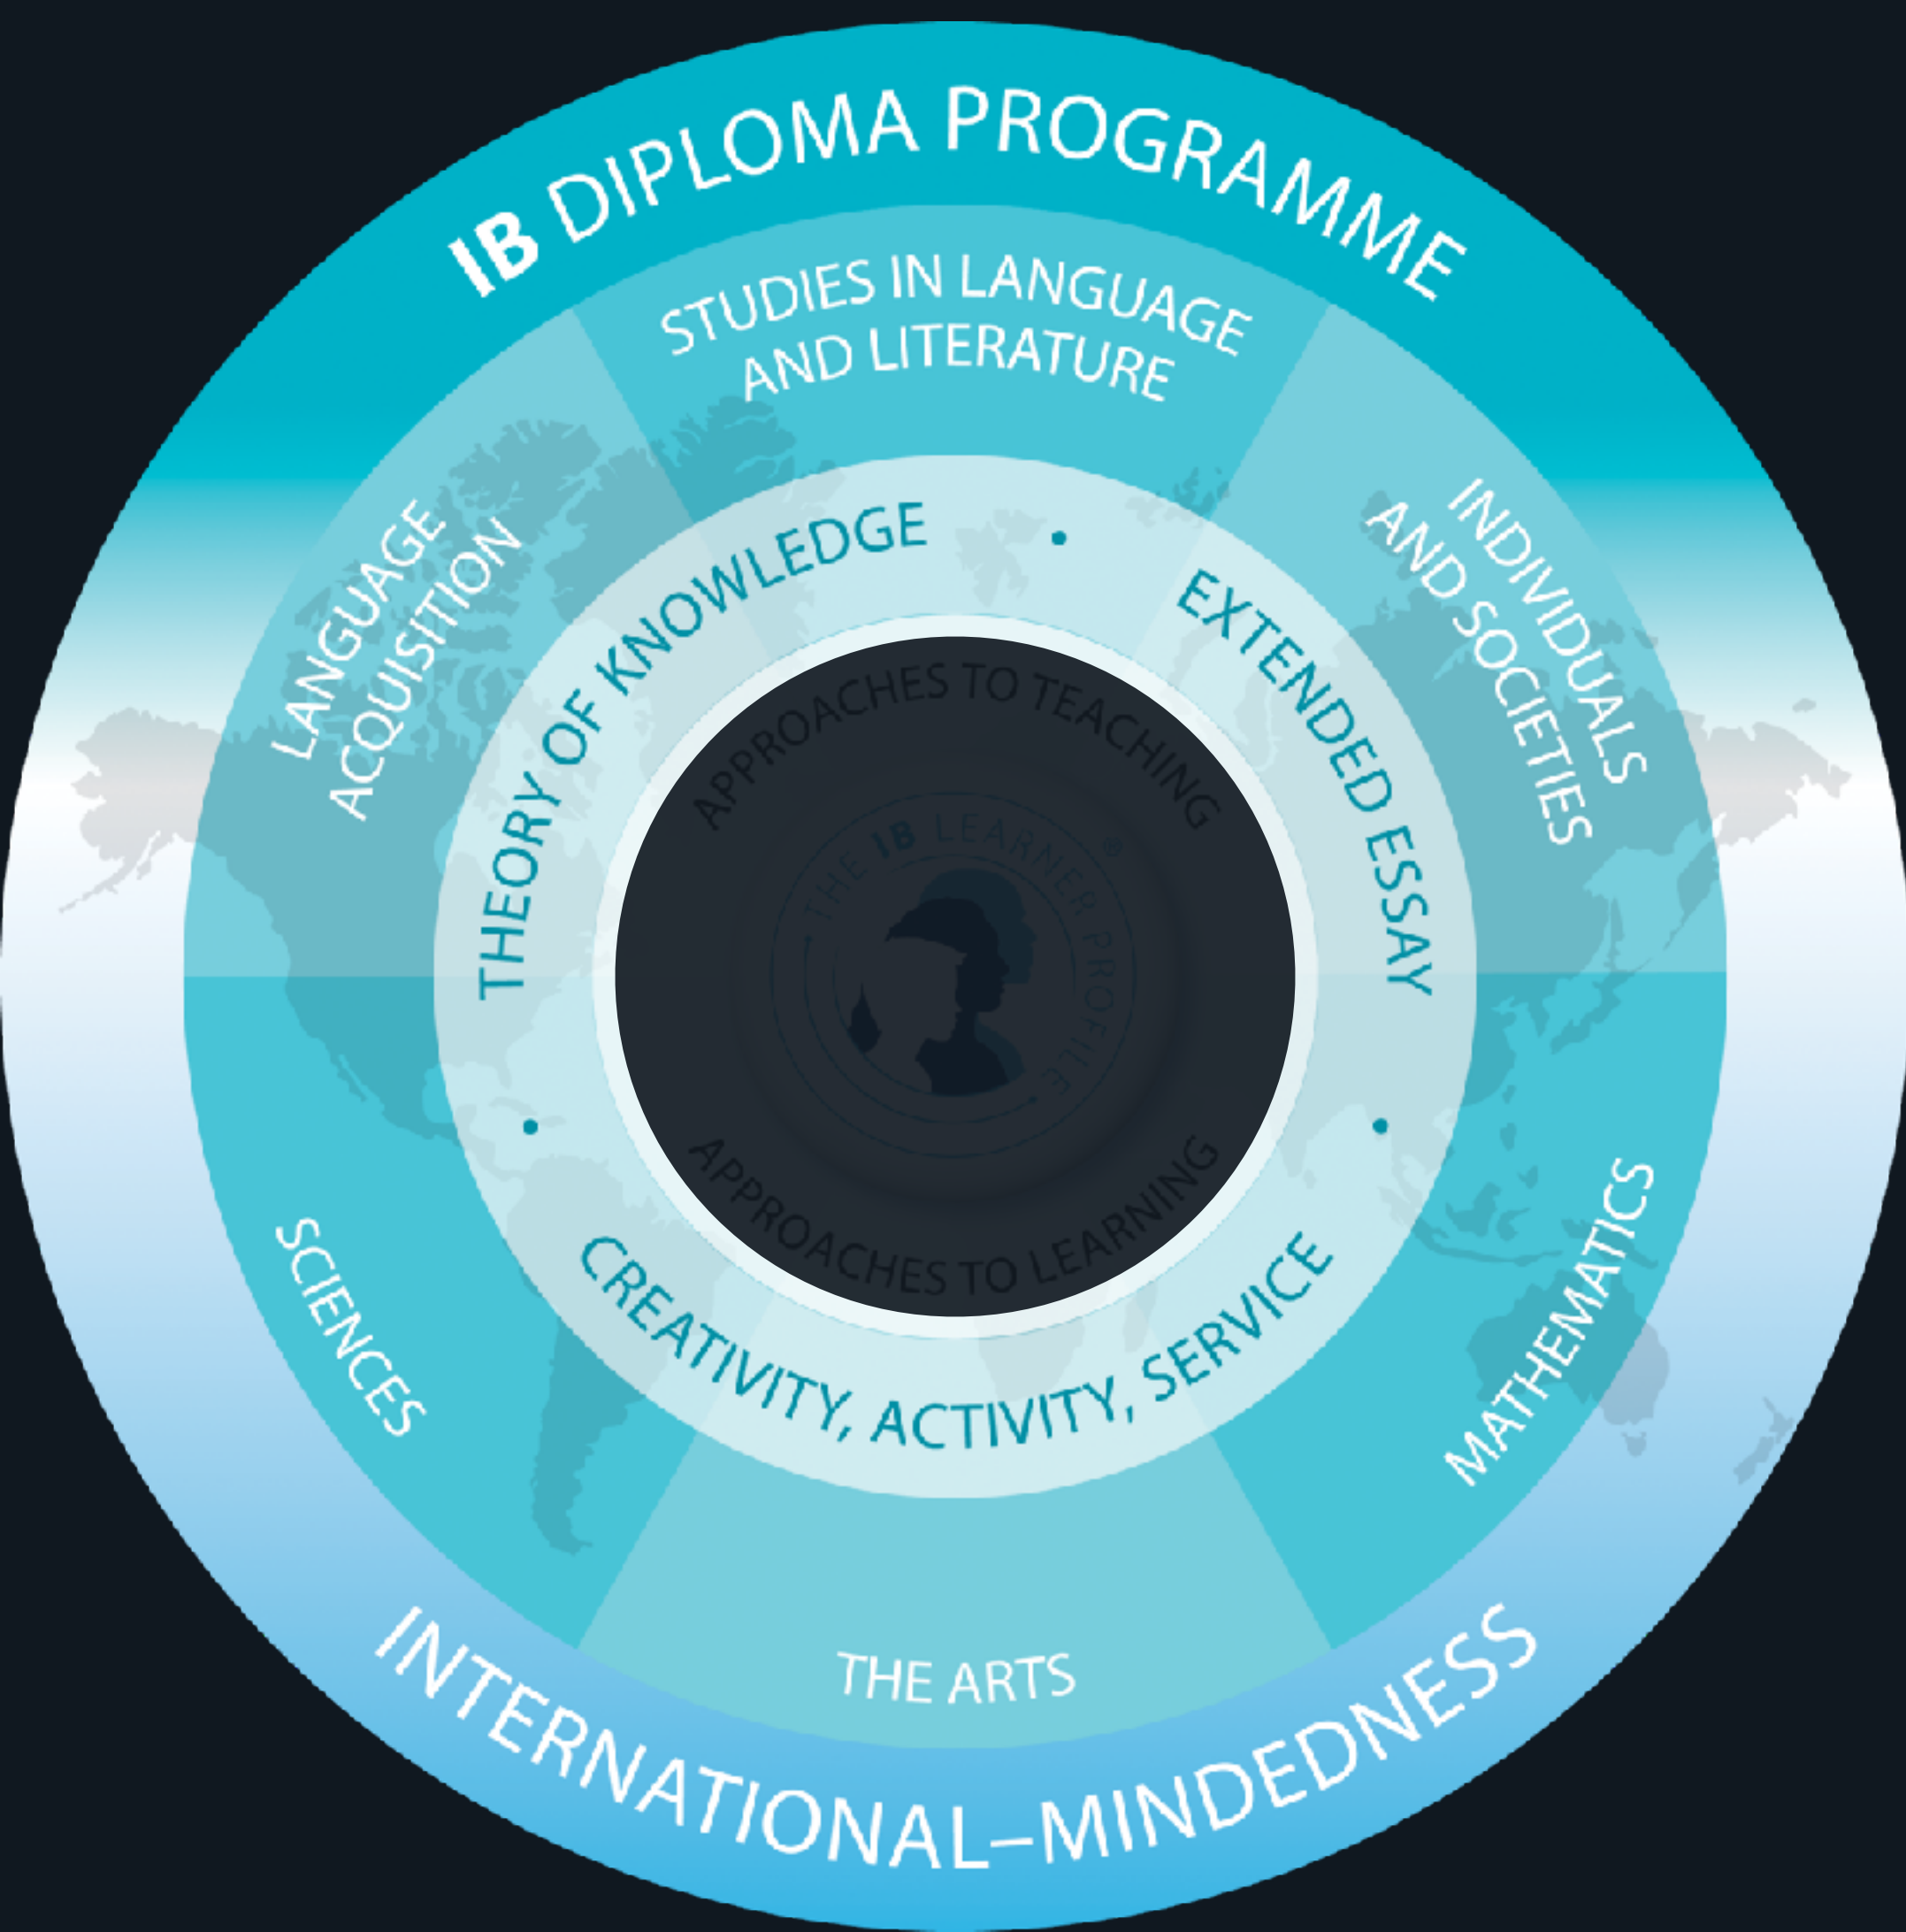 IB DIPLOMA PROGRAMME
STUDIES IN LANGUAGE
AND LITERATURE
LANGUAGE
ACQUISITION
INDIVIDUALS
AND SOCIETIES
THEORY OF KNOWLEDGE
EXTENDED ESSAY
APPROACHES TO TEACHING
THE IB LEARNER PROFILE
®
APPROACHES TO LEARNING
CREATIVITY, ACTIVITY, SERVICE
SCIENCES
MATHEMATICS
THE ARTS
INTERNATIONAL–MINDEDNESS